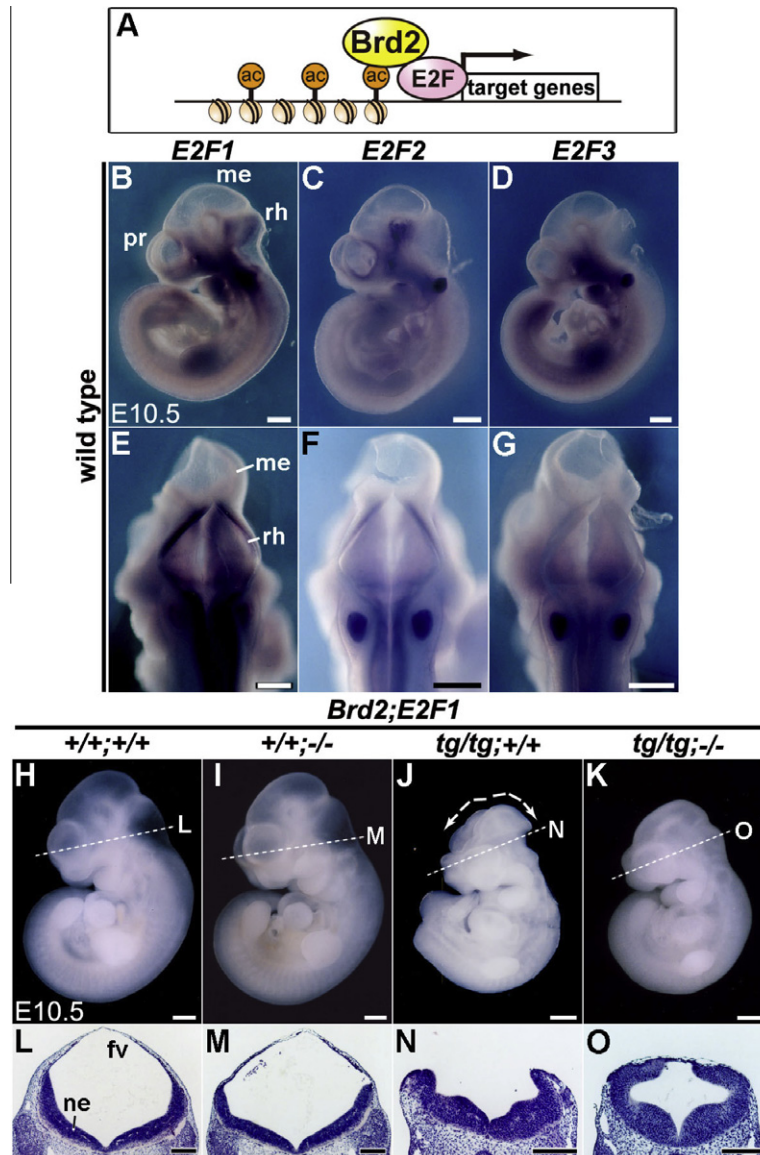 A
Brd2
ac ac ac E2F target genes
E2F1 E2F2 E2F3
wild type
B me rh pr E10.5
C
D
E me rh
F
G
Brd2;E2F1
+/+;+/+ +/+;-/- tg/tg;+/+ tg/tg;-/-
H L E10.5
I M
J N
K O
L fv ne
M
N
O